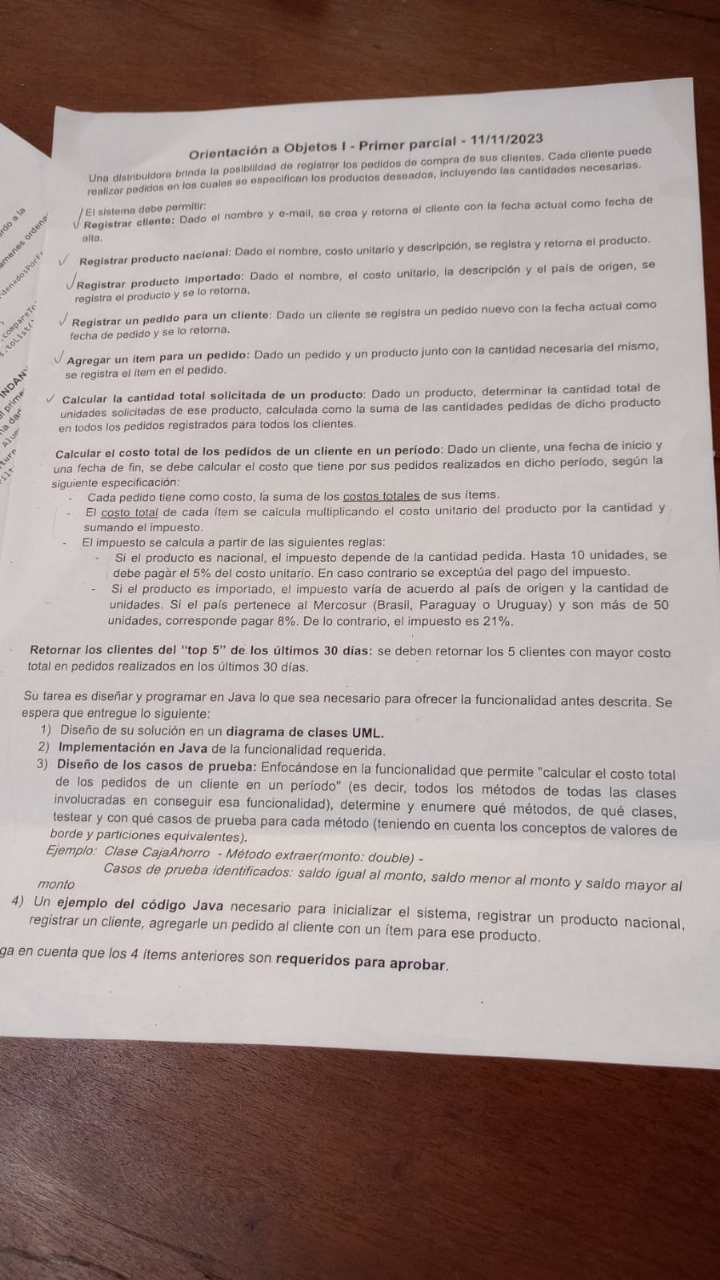 Orientación a Objetos I - Primer parcial - 11/11/2023
Una distribuidora brinda la posibilidad de registrar los pedidos de compra de sus clientes. Cada cliente puede
realizar pedidos en los cuales se especifican los productos deseados, incluyendo las cantidades necesarias.
El sistema debe permitir:
Registrar cliente: Dado el nombre y e-mail, se crea y retorna el cliente con la fecha actual como fecha de
alta.
Registrar producto nacional: Dado el nombre, costo unitario y descripción, se registra y retorna el producto.
Registrar producto importado: Dado el nombre, el costo unitario, la descripción y el país de origen, se
registra el producto y se lo retorna.
Registrar un pedido para un cliente: Dado un cliente se registra un pedido nuevo con la fecha actual como
fecha de pedido y se lo retorna.
Agregar un ítem para un pedido: Dado un pedido y un producto junto con la cantidad necesaria del mismo,
se registra el ítem en el pedido.
Calcular la cantidad total solicitada de un producto: Dado un producto, determinar la cantidad total de
unidades solicitadas de ese producto, calculada como la suma de las cantidades pedidas de dicho producto
en todos los pedidos registrados para todos los clientes.
Calcular el costo total de los pedidos de un cliente en un período: Dado un cliente, una fecha de inicio y
una fecha de fin, se debe calcular el costo que tiene por sus pedidos realizados en dicho período, según la
siguiente especificación:
- Cada pedido tiene como costo, la suma de los costos totales de sus ítems.
- El costo total de cada ítem se calcula multiplicando el costo unitario del producto por la cantidad y
sumando el impuesto.
- El impuesto se calcula a partir de las siguientes reglas:
- Si el producto es nacional, el impuesto depende de la cantidad pedida. Hasta 10 unidades, se
debe pagar el 5% del costo unitario. En caso contrario se exceptúa del pago del impuesto.
- Si el producto es importado, el impuesto varía de acuerdo al país de origen y la cantidad de
unidades. Si el país pertenece al Mercosur (Brasil, Paraguay o Uruguay) y son más de 50
unidades, corresponde pagar 8%. De lo contrario, el impuesto es 21%.
Retornar los clientes del "top 5" de los últimos 30 días: se deben retornar los 5 clientes con mayor costo
total en pedidos realizados en los últimos 30 días.
Su tarea es diseñar y programar en Java lo que sea necesario para ofrecer la funcionalidad antes descrita. Se
espera que entregue lo siguiente:
1) Diseño de su solución en un diagrama de clases UML.
2) Implementación en Java de la funcionalidad requerida.
3) Diseño de los casos de prueba: Enfocándose en la funcionalidad que permite "calcular el costo total
de los pedidos de un cliente en un período" (es decir, todos los métodos de todas las clases
involucradas en conseguir esa funcionalidad), determine y enumere qué métodos, de qué clases,
testear y con qué casos de prueba para cada método (teniendo en cuenta los conceptos de valores de
borde y particiones equivalentes).
Ejemplo: Clase CajaAhorro - Método extraer(monto: double) -
Casos de prueba identificados: saldo igual al monto, saldo menor al monto y saldo mayor al
monto
4) Un ejemplo del código Java necesario para inicializar el sistema, registrar un producto nacional,
registrar un cliente, agregarle un pedido al cliente con un ítem para ese producto.
ga en cuenta que los 4 ítems anteriores son requeridos para aprobar.